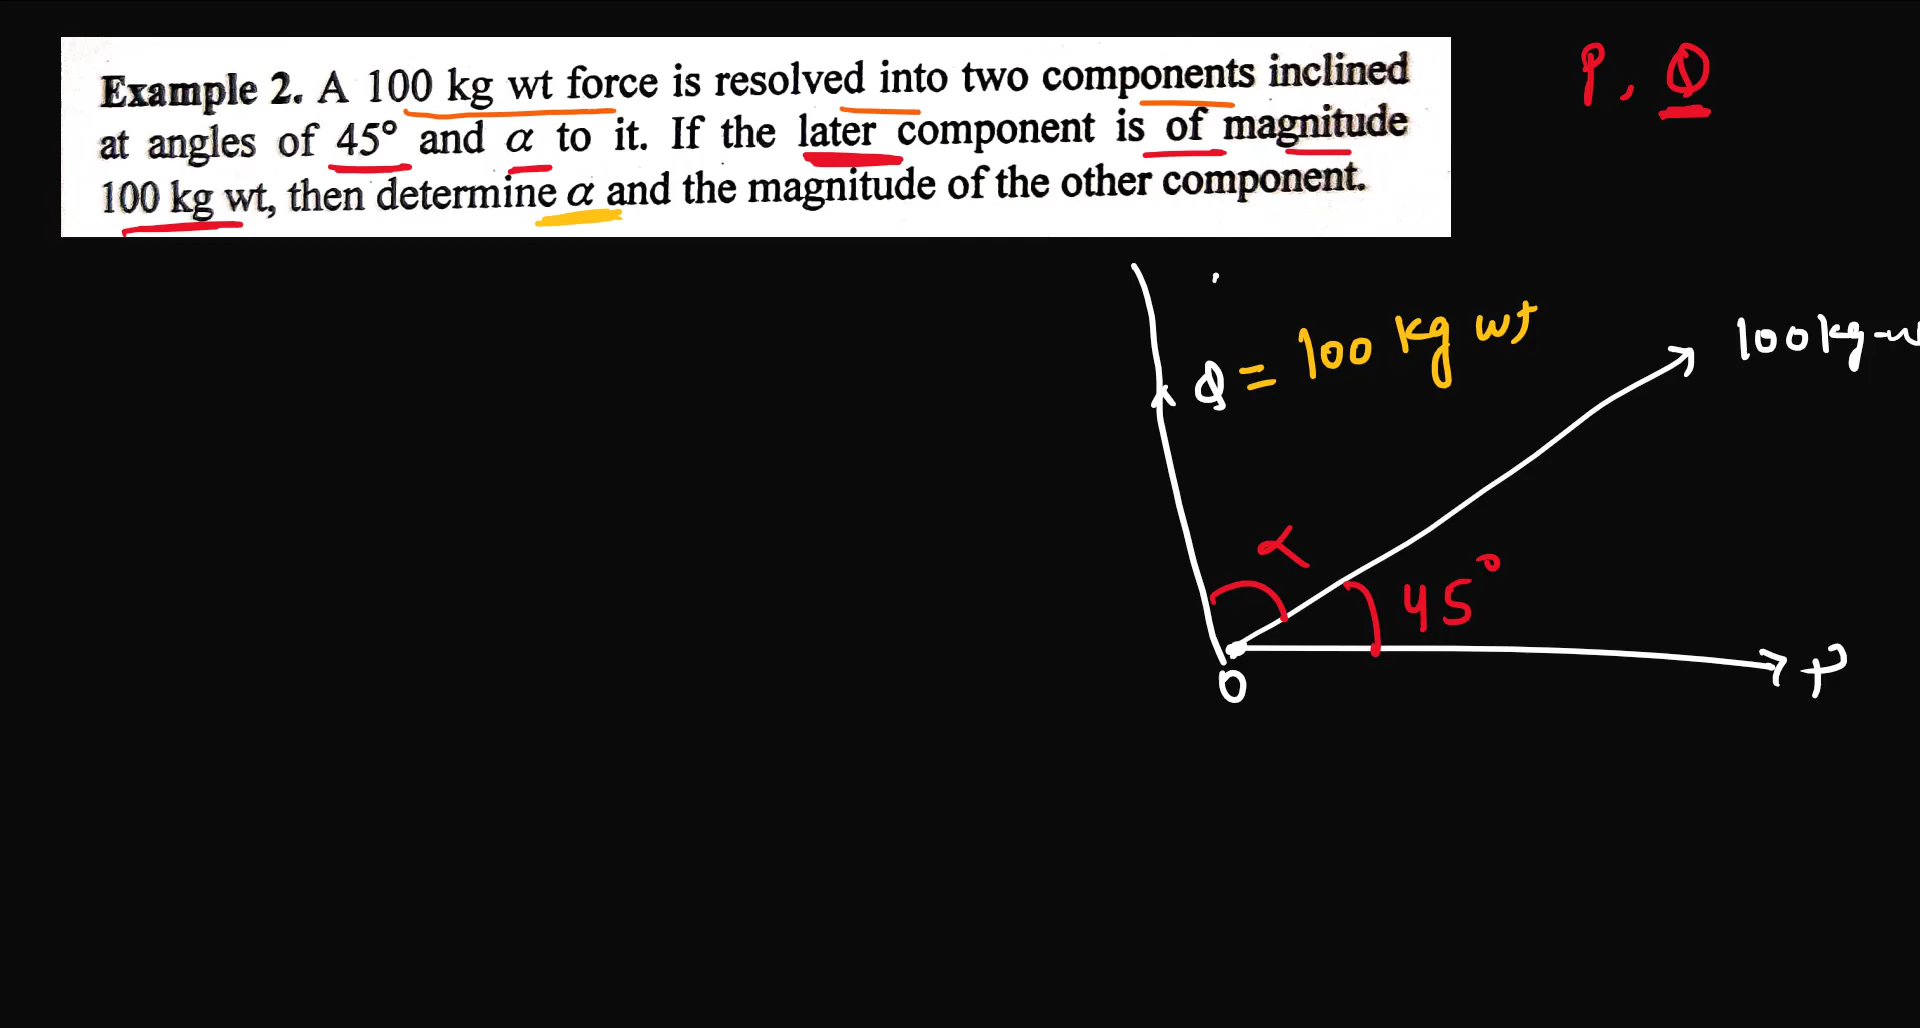 Example 2. A 100 kg wt force is resolved into two components inclined
at angles of 45° and α to it. If the later component is of magnitude
100 kg wt, then determine α and the magnitude of the other component.
P, Q
Q = 100 kg wt
100 kg-w
α
45°
O
P